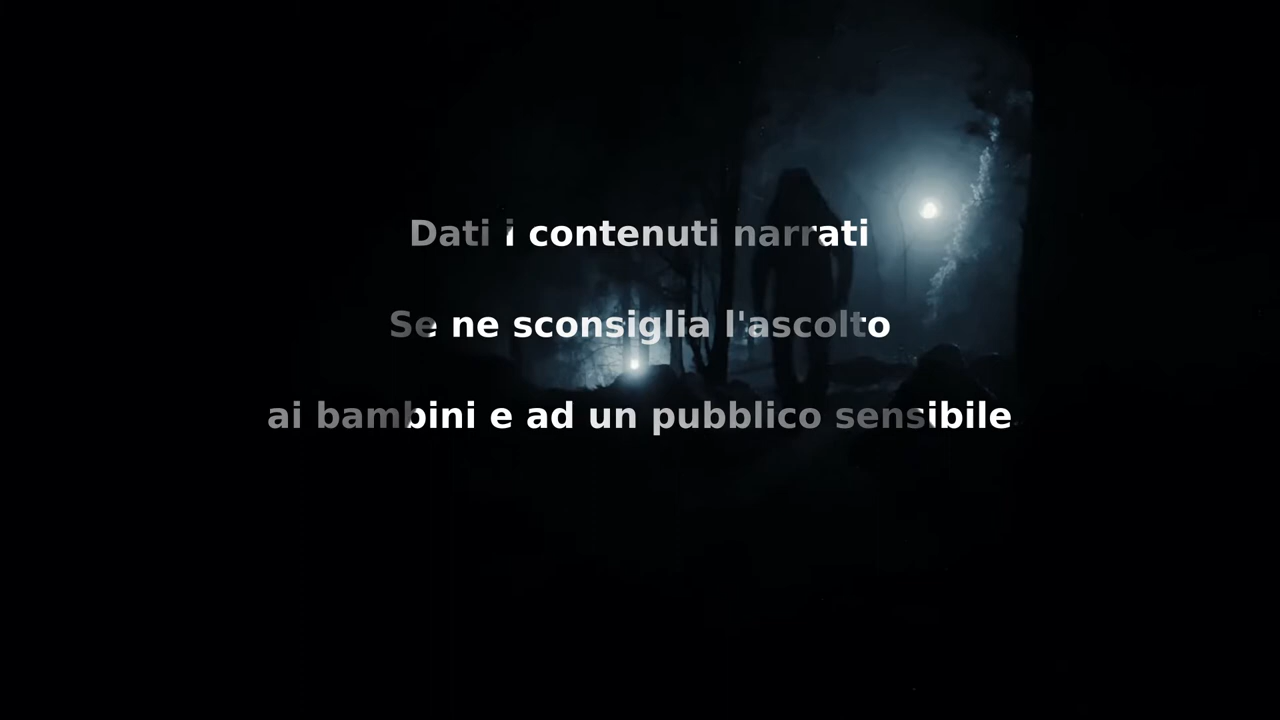 Dati i contenuti narrati
Se ne sconsiglia l'ascolto
ai bambini e ad un pubblico sensibile